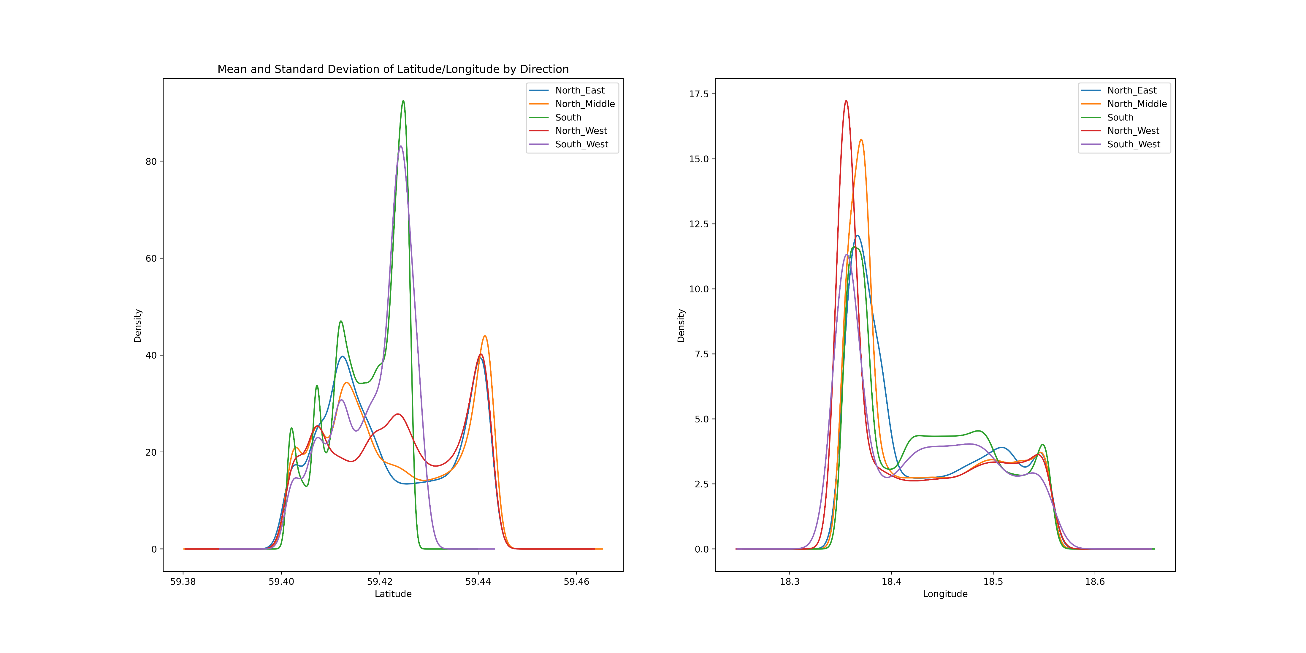 Mean and Standard Deviation of Latitude/Longitude by Direction
North_East
North_Middle
South
North_West
South_West
80
60
40
20
0
Density
59.38
59.40
59.42
59.44
59.46
Latitude
North_East
North_Middle
South
North_West
South_West
17.5
15.0
12.5
10.0
7.5
5.0
2.5
0.0
Density
18.3
18.4
18.5
18.6
Longitude